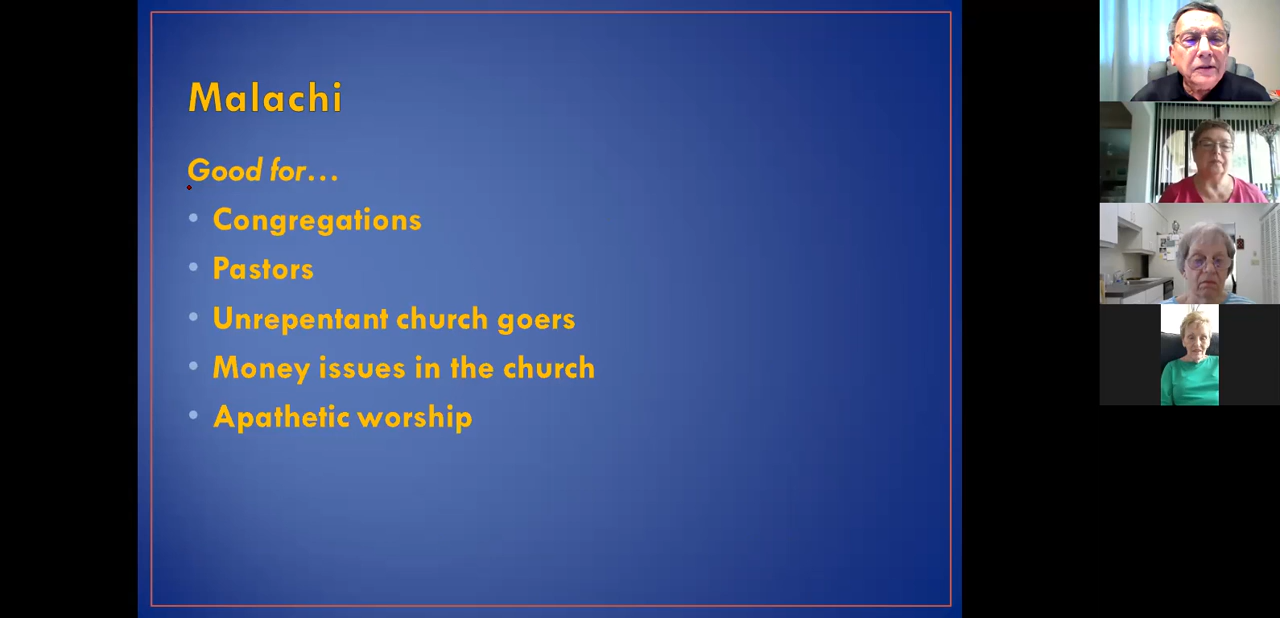 Malachi
Good for...
• Congregations
• Pastors
• Unrepentant church goers
• Money issues in the church
• Apathetic worship